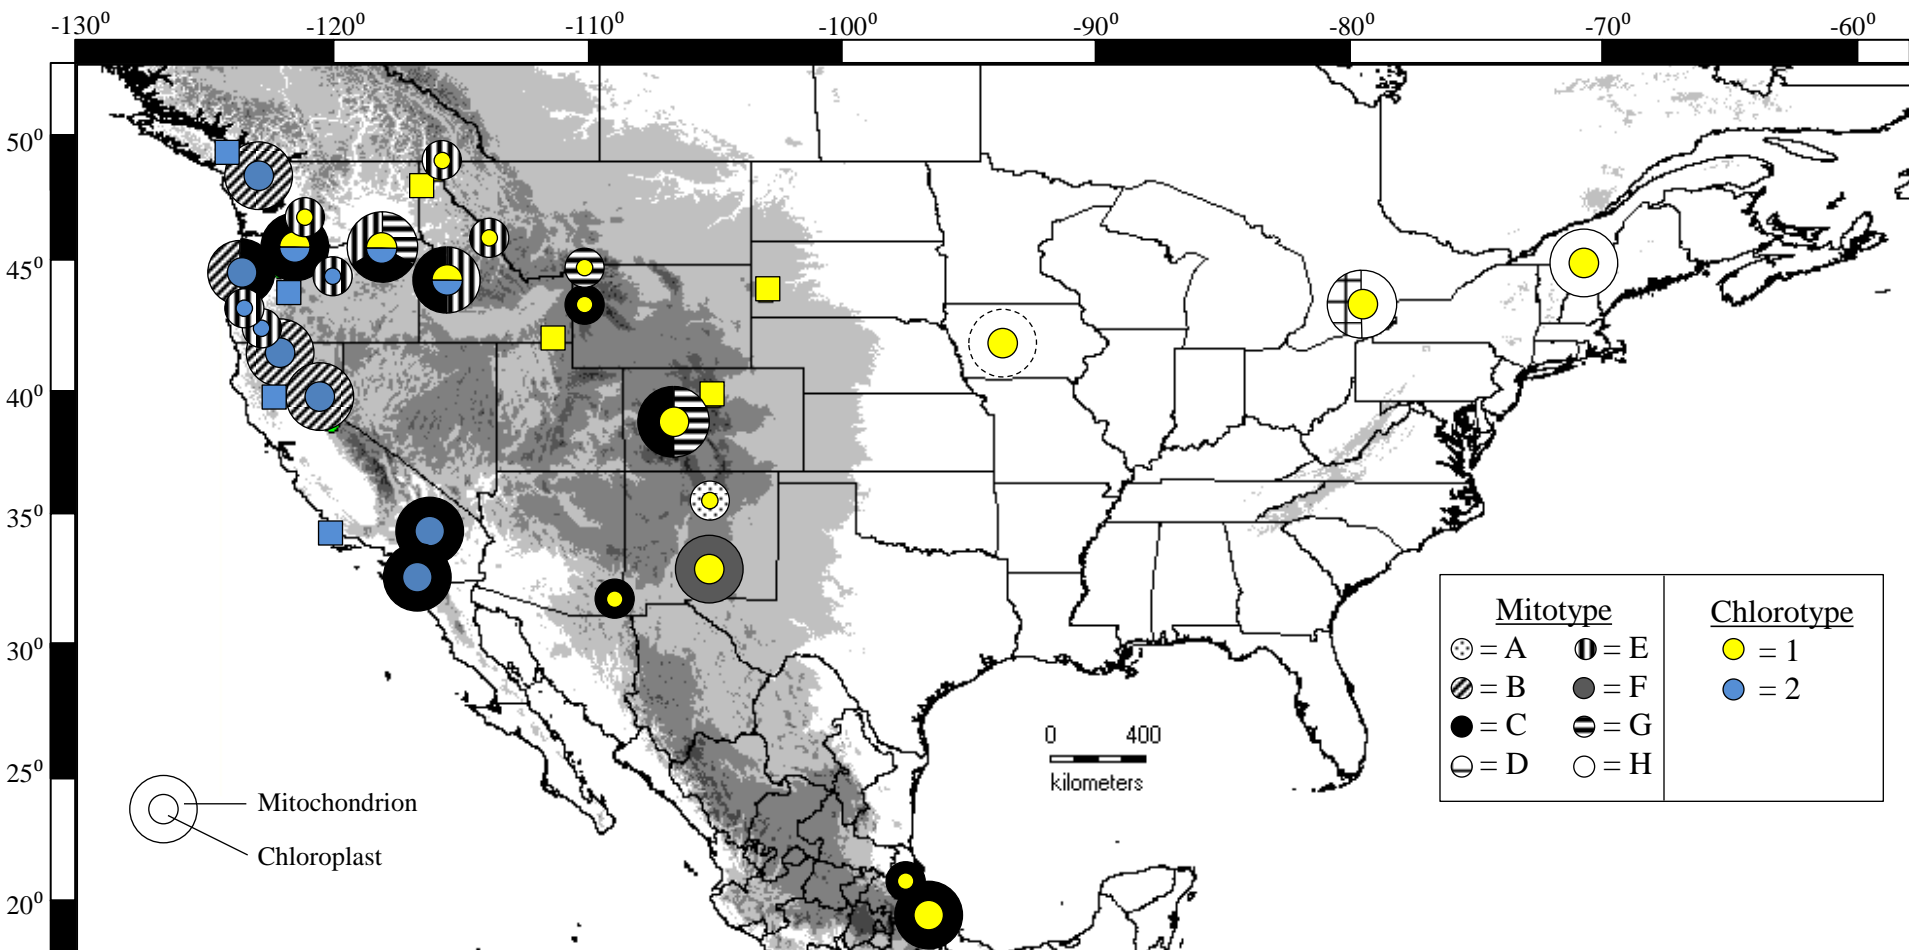 -130⁰ -120⁰ -110⁰ -100⁰ -90⁰ -80⁰ -70⁰ -60⁰
50⁰
45⁰
40⁰
35⁰
30⁰
25⁰
20⁰
Mitochondrion
Chloroplast
0 400
kilometers
Mitotype Chlorotype
= A = E = 1
= B = F = 2
= C = G
= D = H